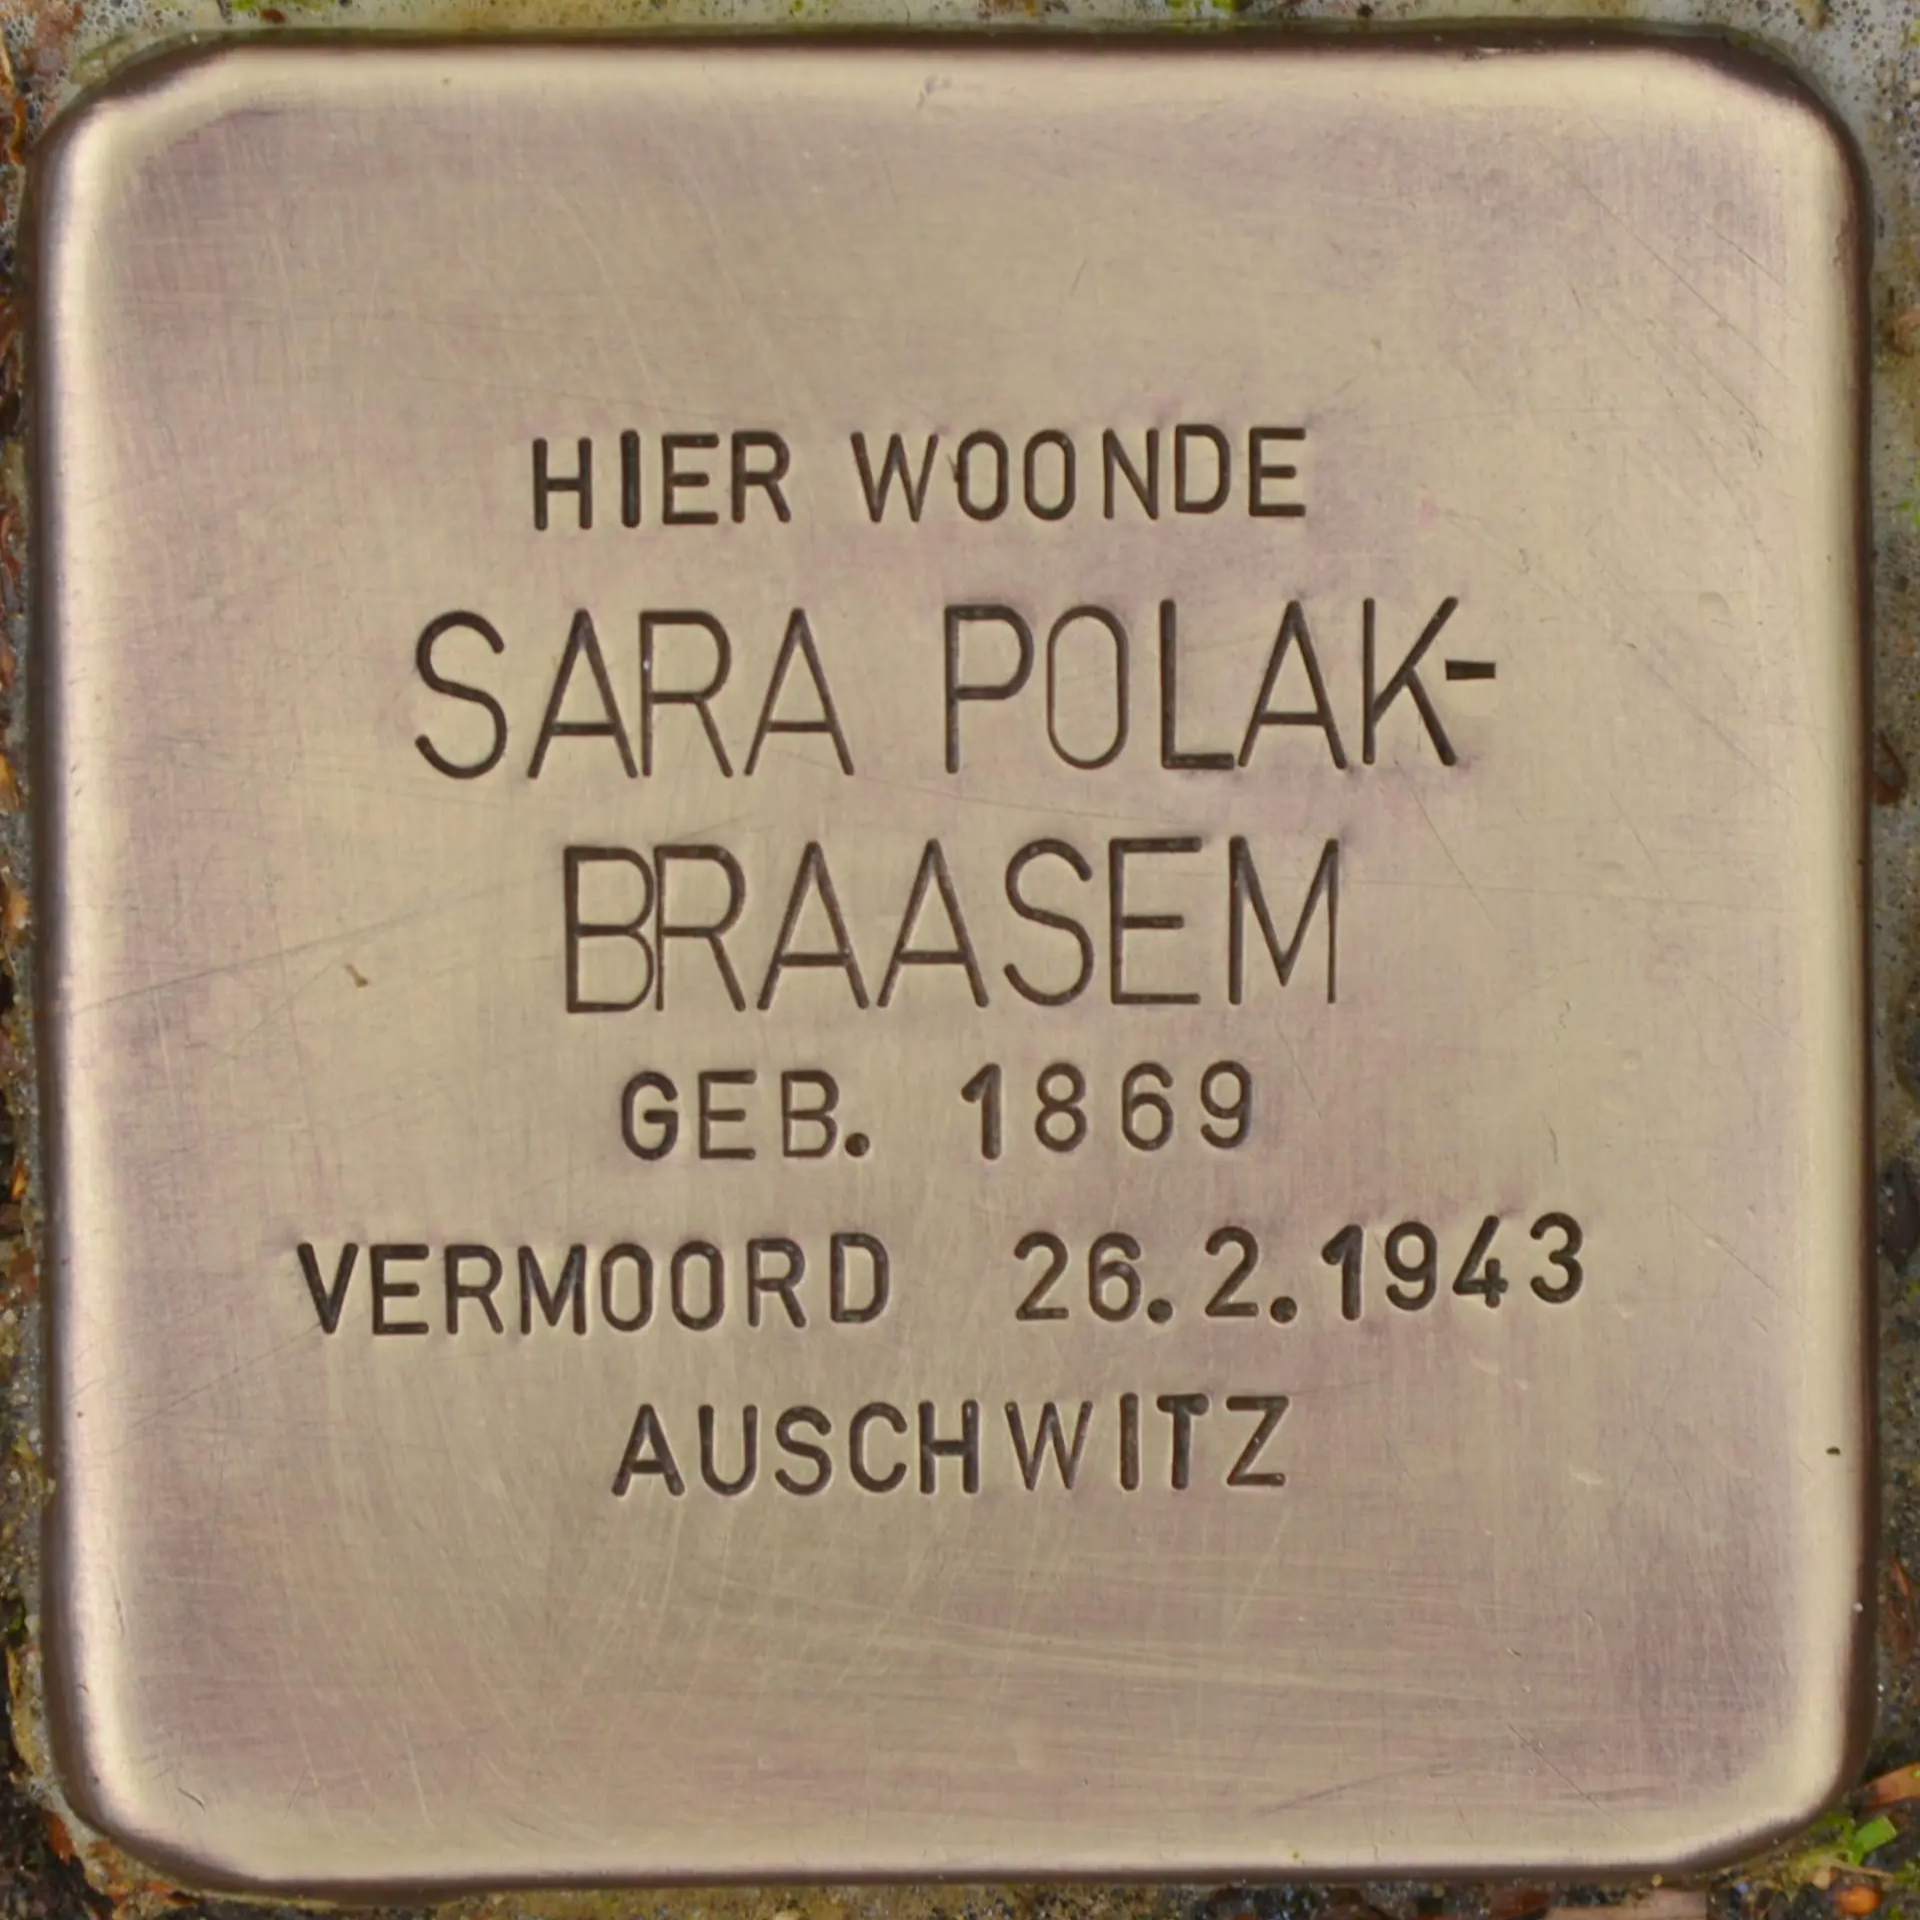 HIER WOONDE
SARA POLAK-
BRAASEM
GEB. 1869
VERMOORD 26.2.1943
AUSCHWITZ